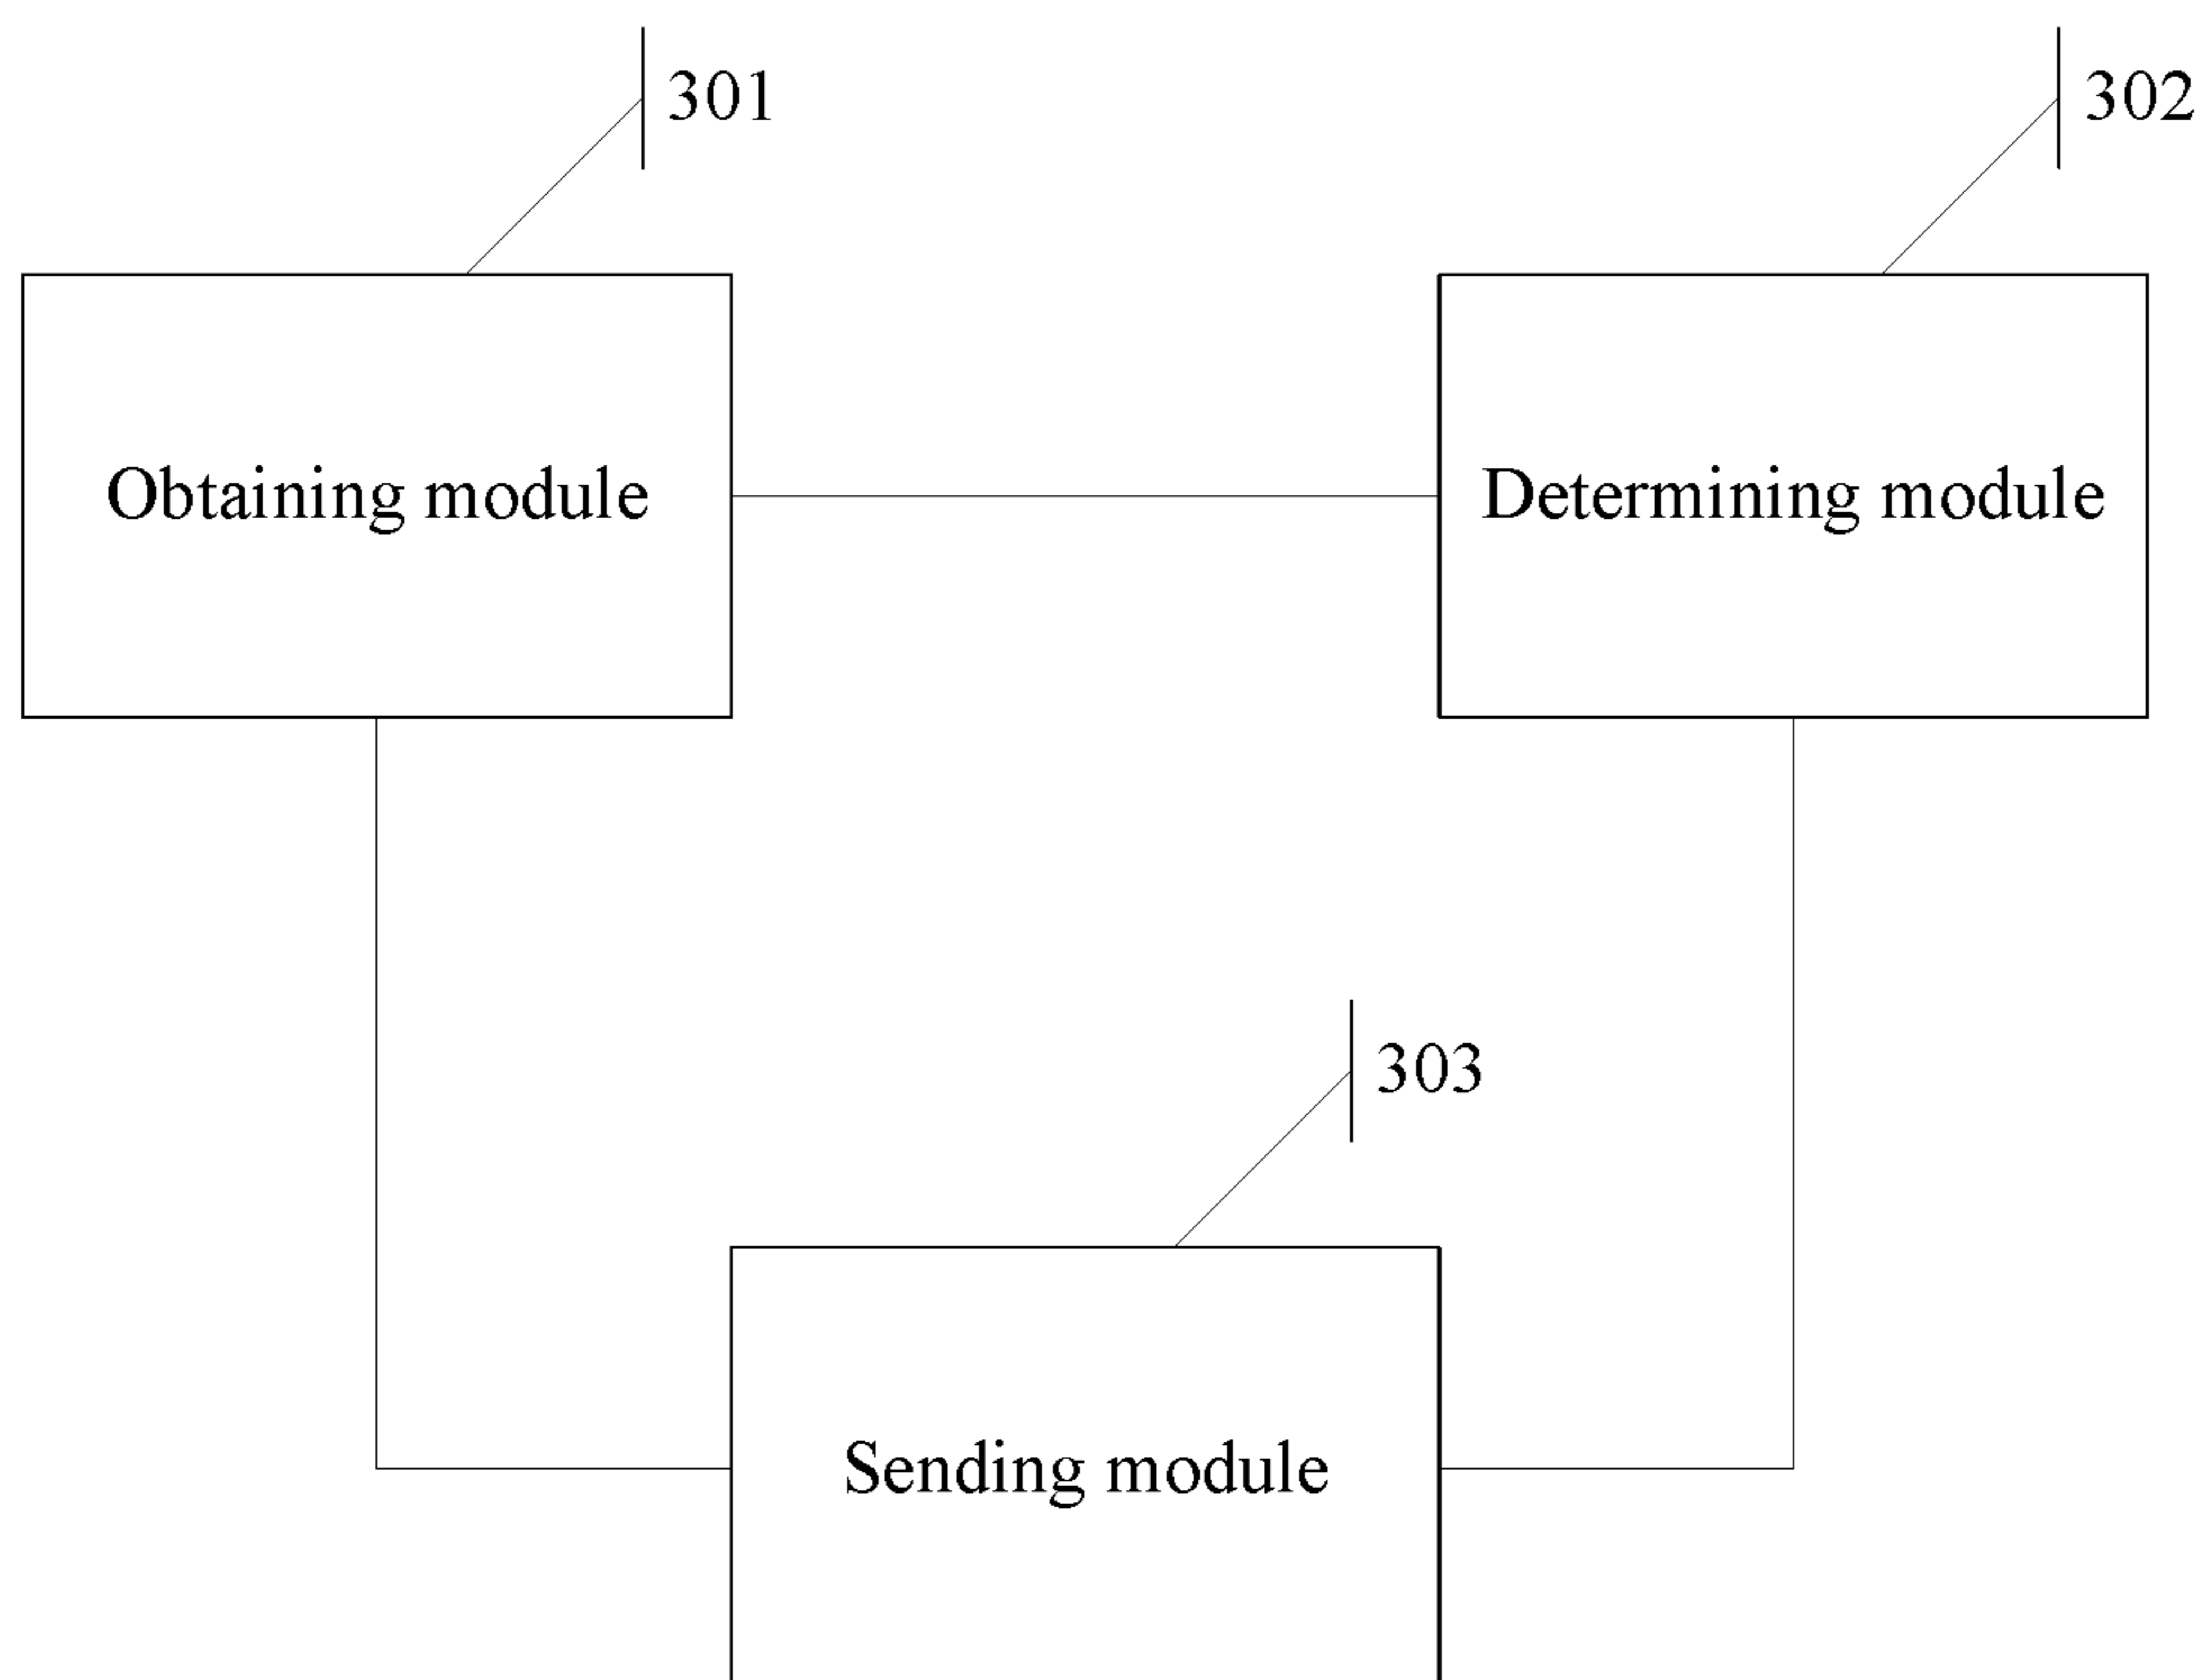 301
302
Obtaining module
Determining module
303
Sending module